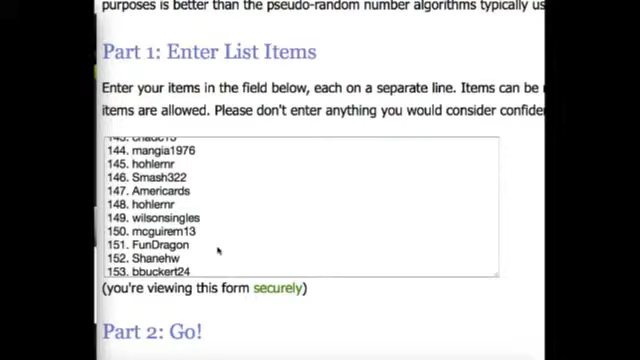 purposes is better than the pseudo-random number algorithms typically us
Part 1: Enter List Items
Enter your items in the field below, each on a separate line. Items can be
items are allowed. Please don't enter anything you would consider confider
144. mangia1976
145. hohlernr
146. Smash322
147. Americards
148. hohlernr
149. wilsonsingles
150. mcguirem13
151. FunDragon
152. Shanehw
153. bbuckert24
(you're viewing this form securely)
Part 2: Go!